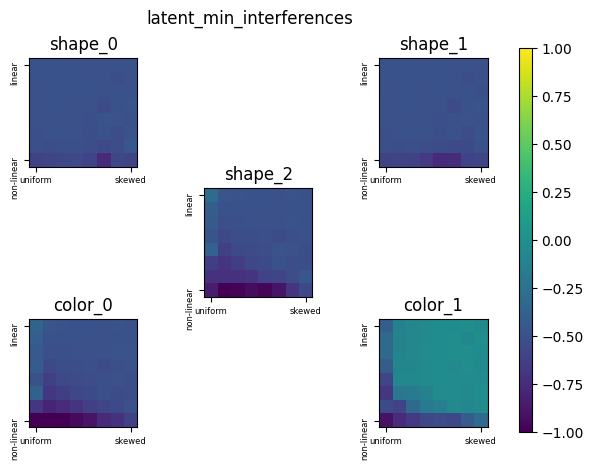 latent_min_interferences
shape_0
linear
non-linear
uniform
skewed
shape_1
linear
non-linear
uniform
skewed
shape_2
linear
non-linear
uniform
skewed
color_0
linear
non-linear
uniform
skewed
color_1
linear
non-linear
uniform
skewed
1.00
0.75
0.50
0.25
0.00
−0.25
−0.50
−0.75
−1.00